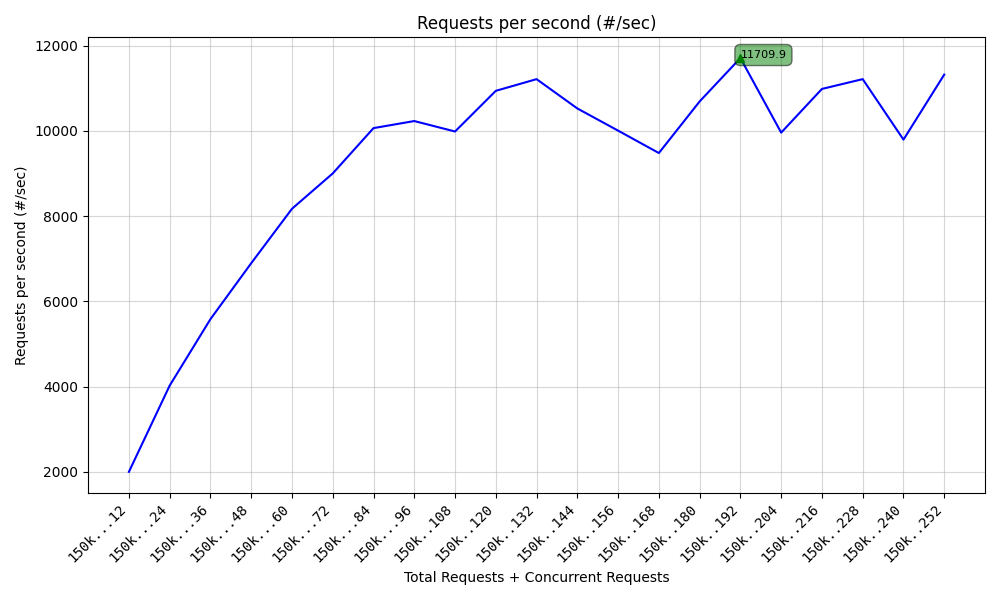 Requests per second (#/sec)
12000
11709.9
10000
8000
6000
4000
2000
Requests per second (#/sec)
150k...12
150k...24
150k...36
150k...48
150k...60
150k...72
150k...84
150k...96
150k..108
150k..120
150k..132
150k..144
150k..156
150k..168
150k..180
150k..192
150k..204
150k..216
150k..228
150k..240
150k..252
Total Requests + Concurrent Requests